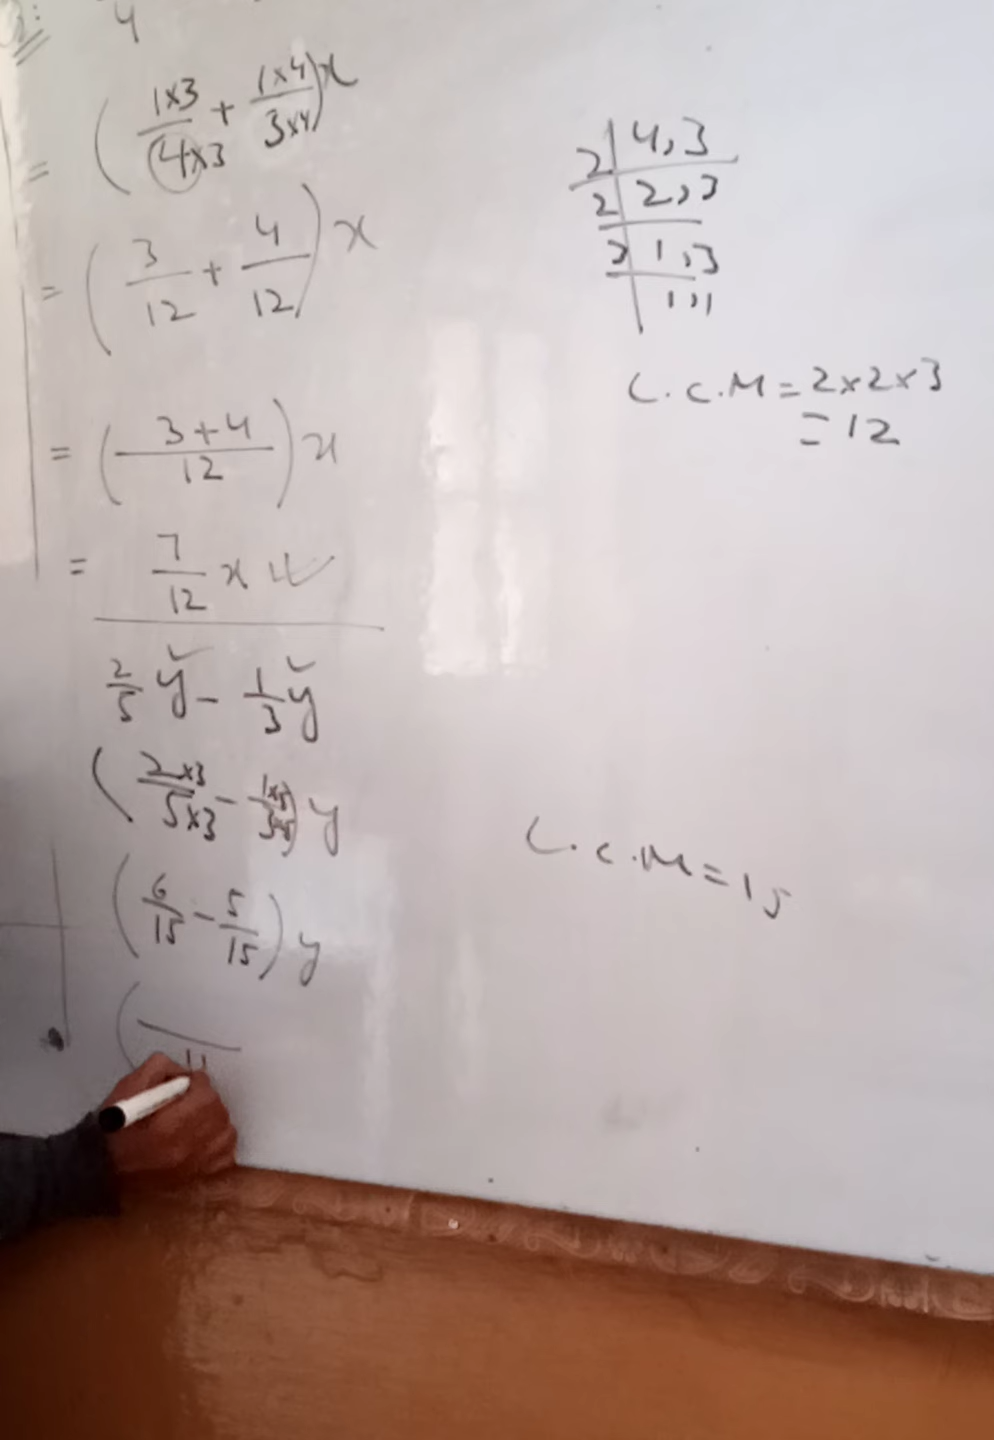 4
= (1×3/4×3 + 1×4/3×4)x
= (3/12 + 4/12)x
= (3+4/12)x
= 7/12 x
2/5 y - 1/3 y
(2×3/5×3 - 1×5/3×5)y
(6/15 - 5/15)y
(
2 | 4,3
2 | 2,3
3 | 1,3
1,1
L.C.M = 2×2×3
= 12
L.C.M = 15